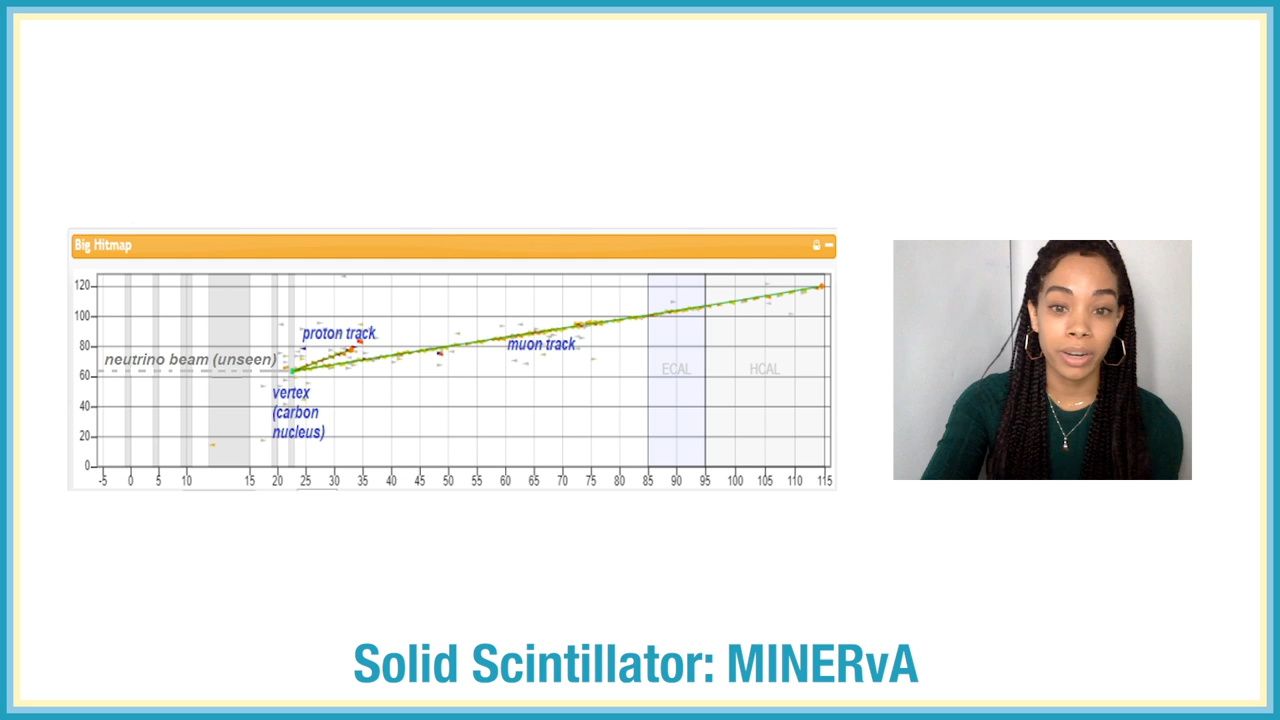 Big Hitmap
120
100
80
60
40
20
0
proton track
neutrino beam (unseen)
muon track
vertex
(carbon
nucleus)
ECAL
HCAL
-5 0 5 10 15 20 25 30 35 40 45 50 55 60 65 70 75 80 85 90 95 100 105 110 115
Solid Scintillator: MINERvA